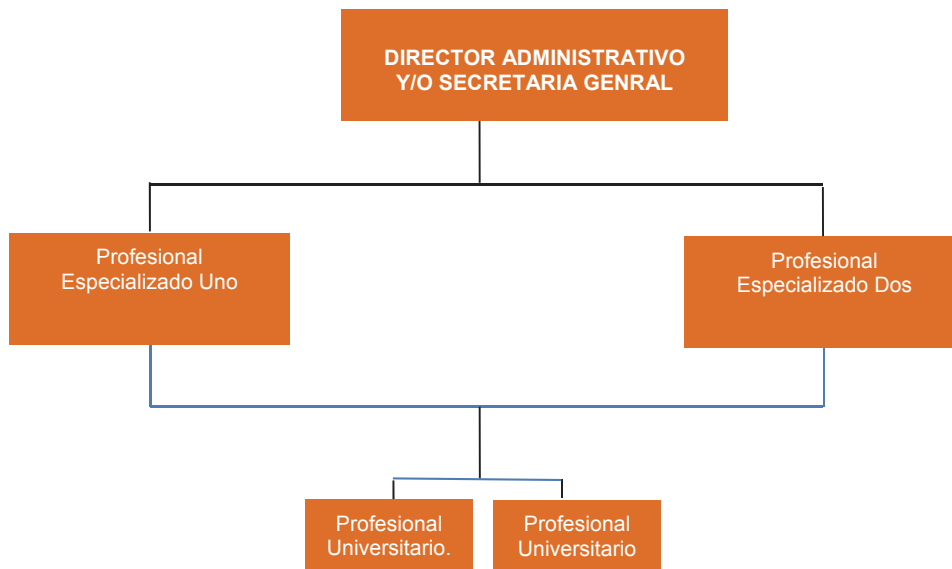 DIRECTOR ADMINISTRATIVO
Y/O SECRETARIA GENRAL
Profesional
Especializado Uno
Profesional
Especializado Dos
Profesional
Universitario.
Profesional
Universitario